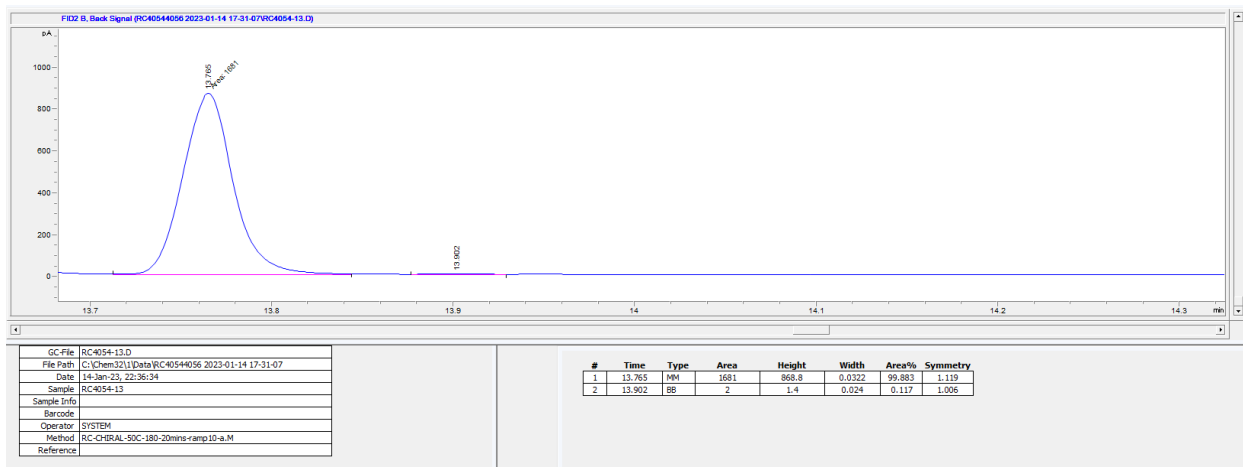 FID2 B, Back Signal (RC40544056 2023-01-14 17-31-07\RC4054-13.D)
pA
1000
800
600
400
200
0
13.765
Area: 1681
13.902
13.7 13.8 13.9 14 14.1 14.2 14.3 min
GC-File RC4054-13.D
File Path C:\Chem32\1\Data\RC40544056 2023-01-14 17-31-07
Date 14-Jan-23, 22:36:34
Sample RC4054-13
Sample Info
Barcode
Operator SYSTEM
Method RC-CHIRAL-50C-180-20mins-ramp10-a.M
Reference
# Time Type Area Height Width Area% Symmetry
1 13.765 MM 1681 868.8 0.0322 99.883 1.119
2 13.902 BB 2 1.4 0.024 0.117 1.006